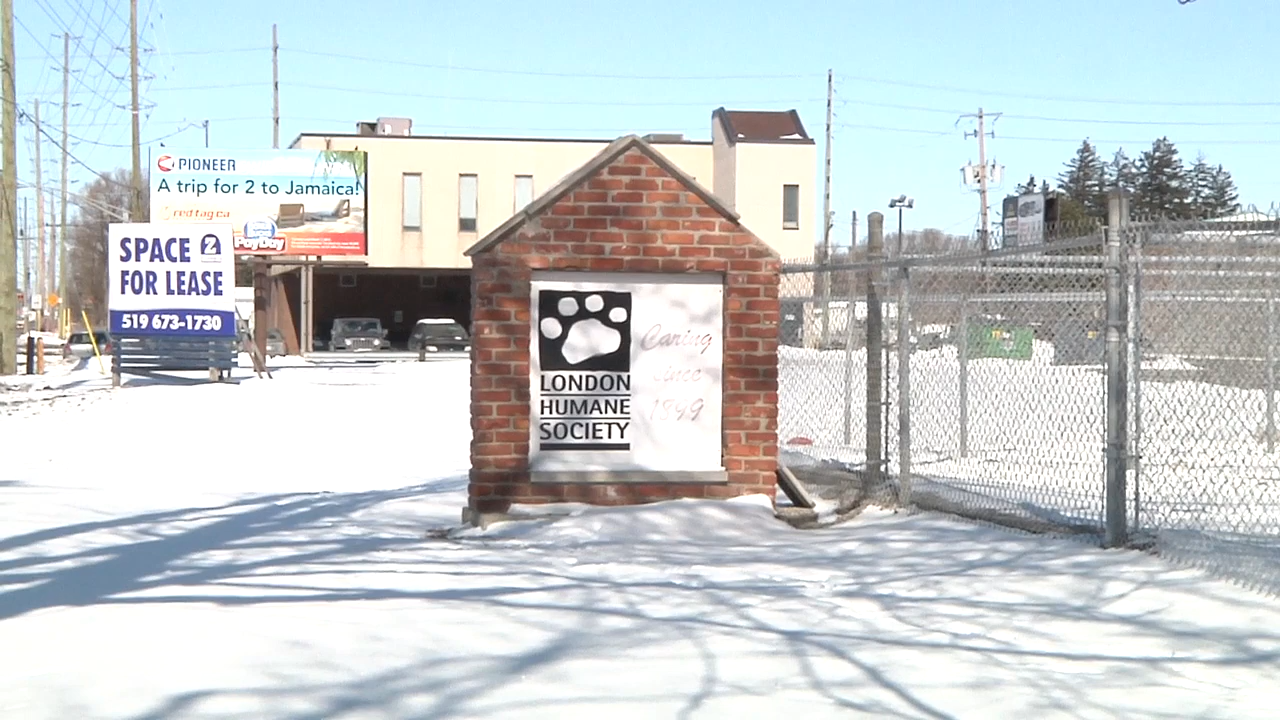 PIONEER
A trip for 2 to Jamaica!
redtag.ca
PayDay
SPACE
FOR LEASE
519 673-1730
LONDON
HUMANE
SOCIETY
Caring
since
1899